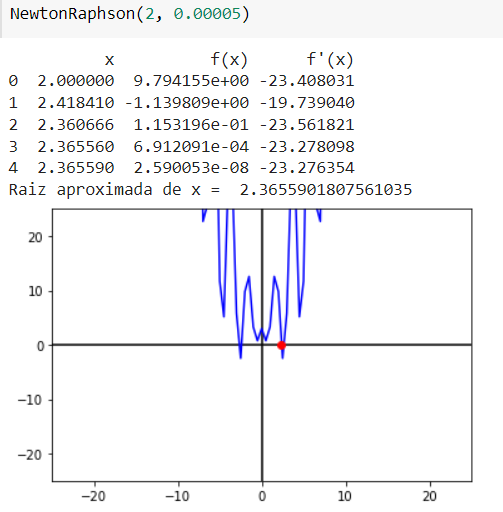 NewtonRaphson(2, 0.00005)
x f(x) f'(x)
0 2.000000 9.794155e+00 -23.408031
1 2.418410 -1.139809e+00 -19.739040
2 2.360666 1.153196e-01 -23.561821
3 2.365560 6.912091e-04 -23.278098
4 2.365590 2.590053e-08 -23.276354
Raiz aproximada de x = 2.3655901807561035
20
10
0
−10
−20
−20 −10 0 10 20